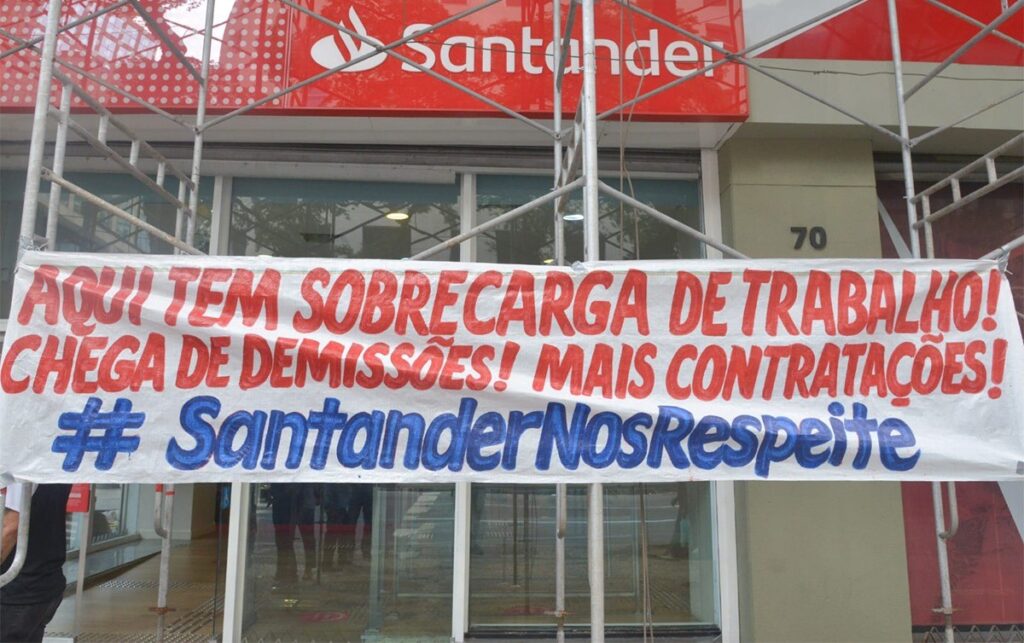 Santander
70
AQUI TEM SOBRECARGA DE TRABALHO!
CHEGA DE DEMISSÕES! MAIS CONTRATAÇÕES!
#SantanderNosRespeite